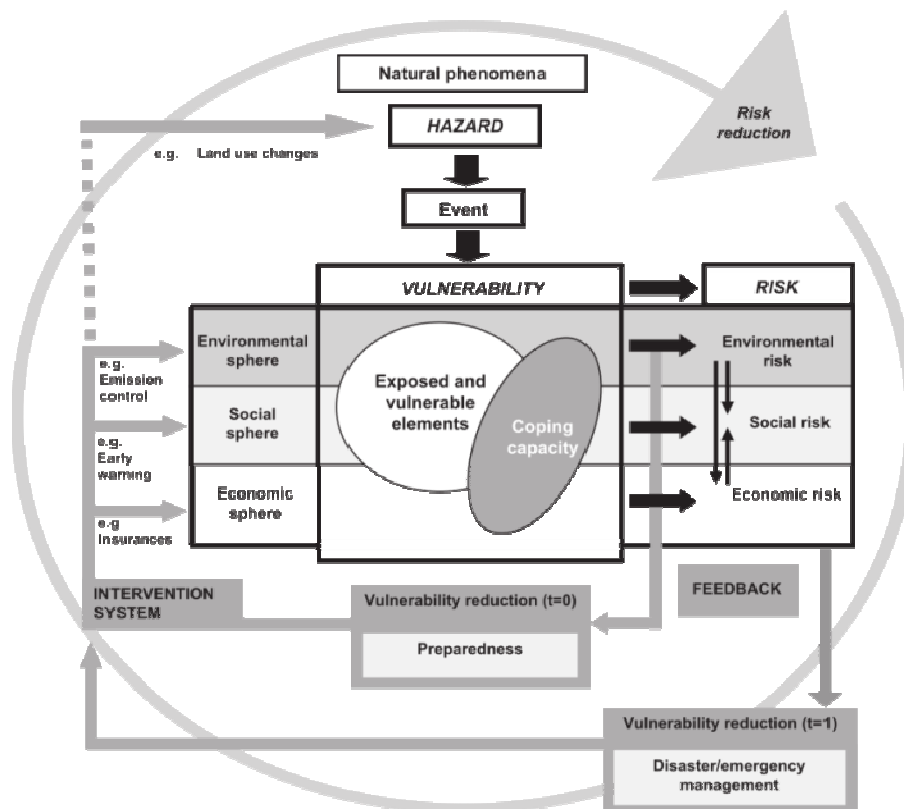 Natural phenomena
HAZARD
Risk
reduction
e.g. Land use changes
Event
VULNERABILITY
RISK
Environmental
sphere
Environmental
risk
e.g.
Emission
control
Exposed and
vulnerable
elements
Social
sphere
Coping
capacity
Social risk
e.g.
Early
warning
Economic
sphere
Economic risk
e.g
Insurances
INTERVENTION
SYSTEM
Vulnerability reduction (t=0)
Preparedness
FEEDBACK
Vulnerability reduction (t=1)
Disaster/emergency
management